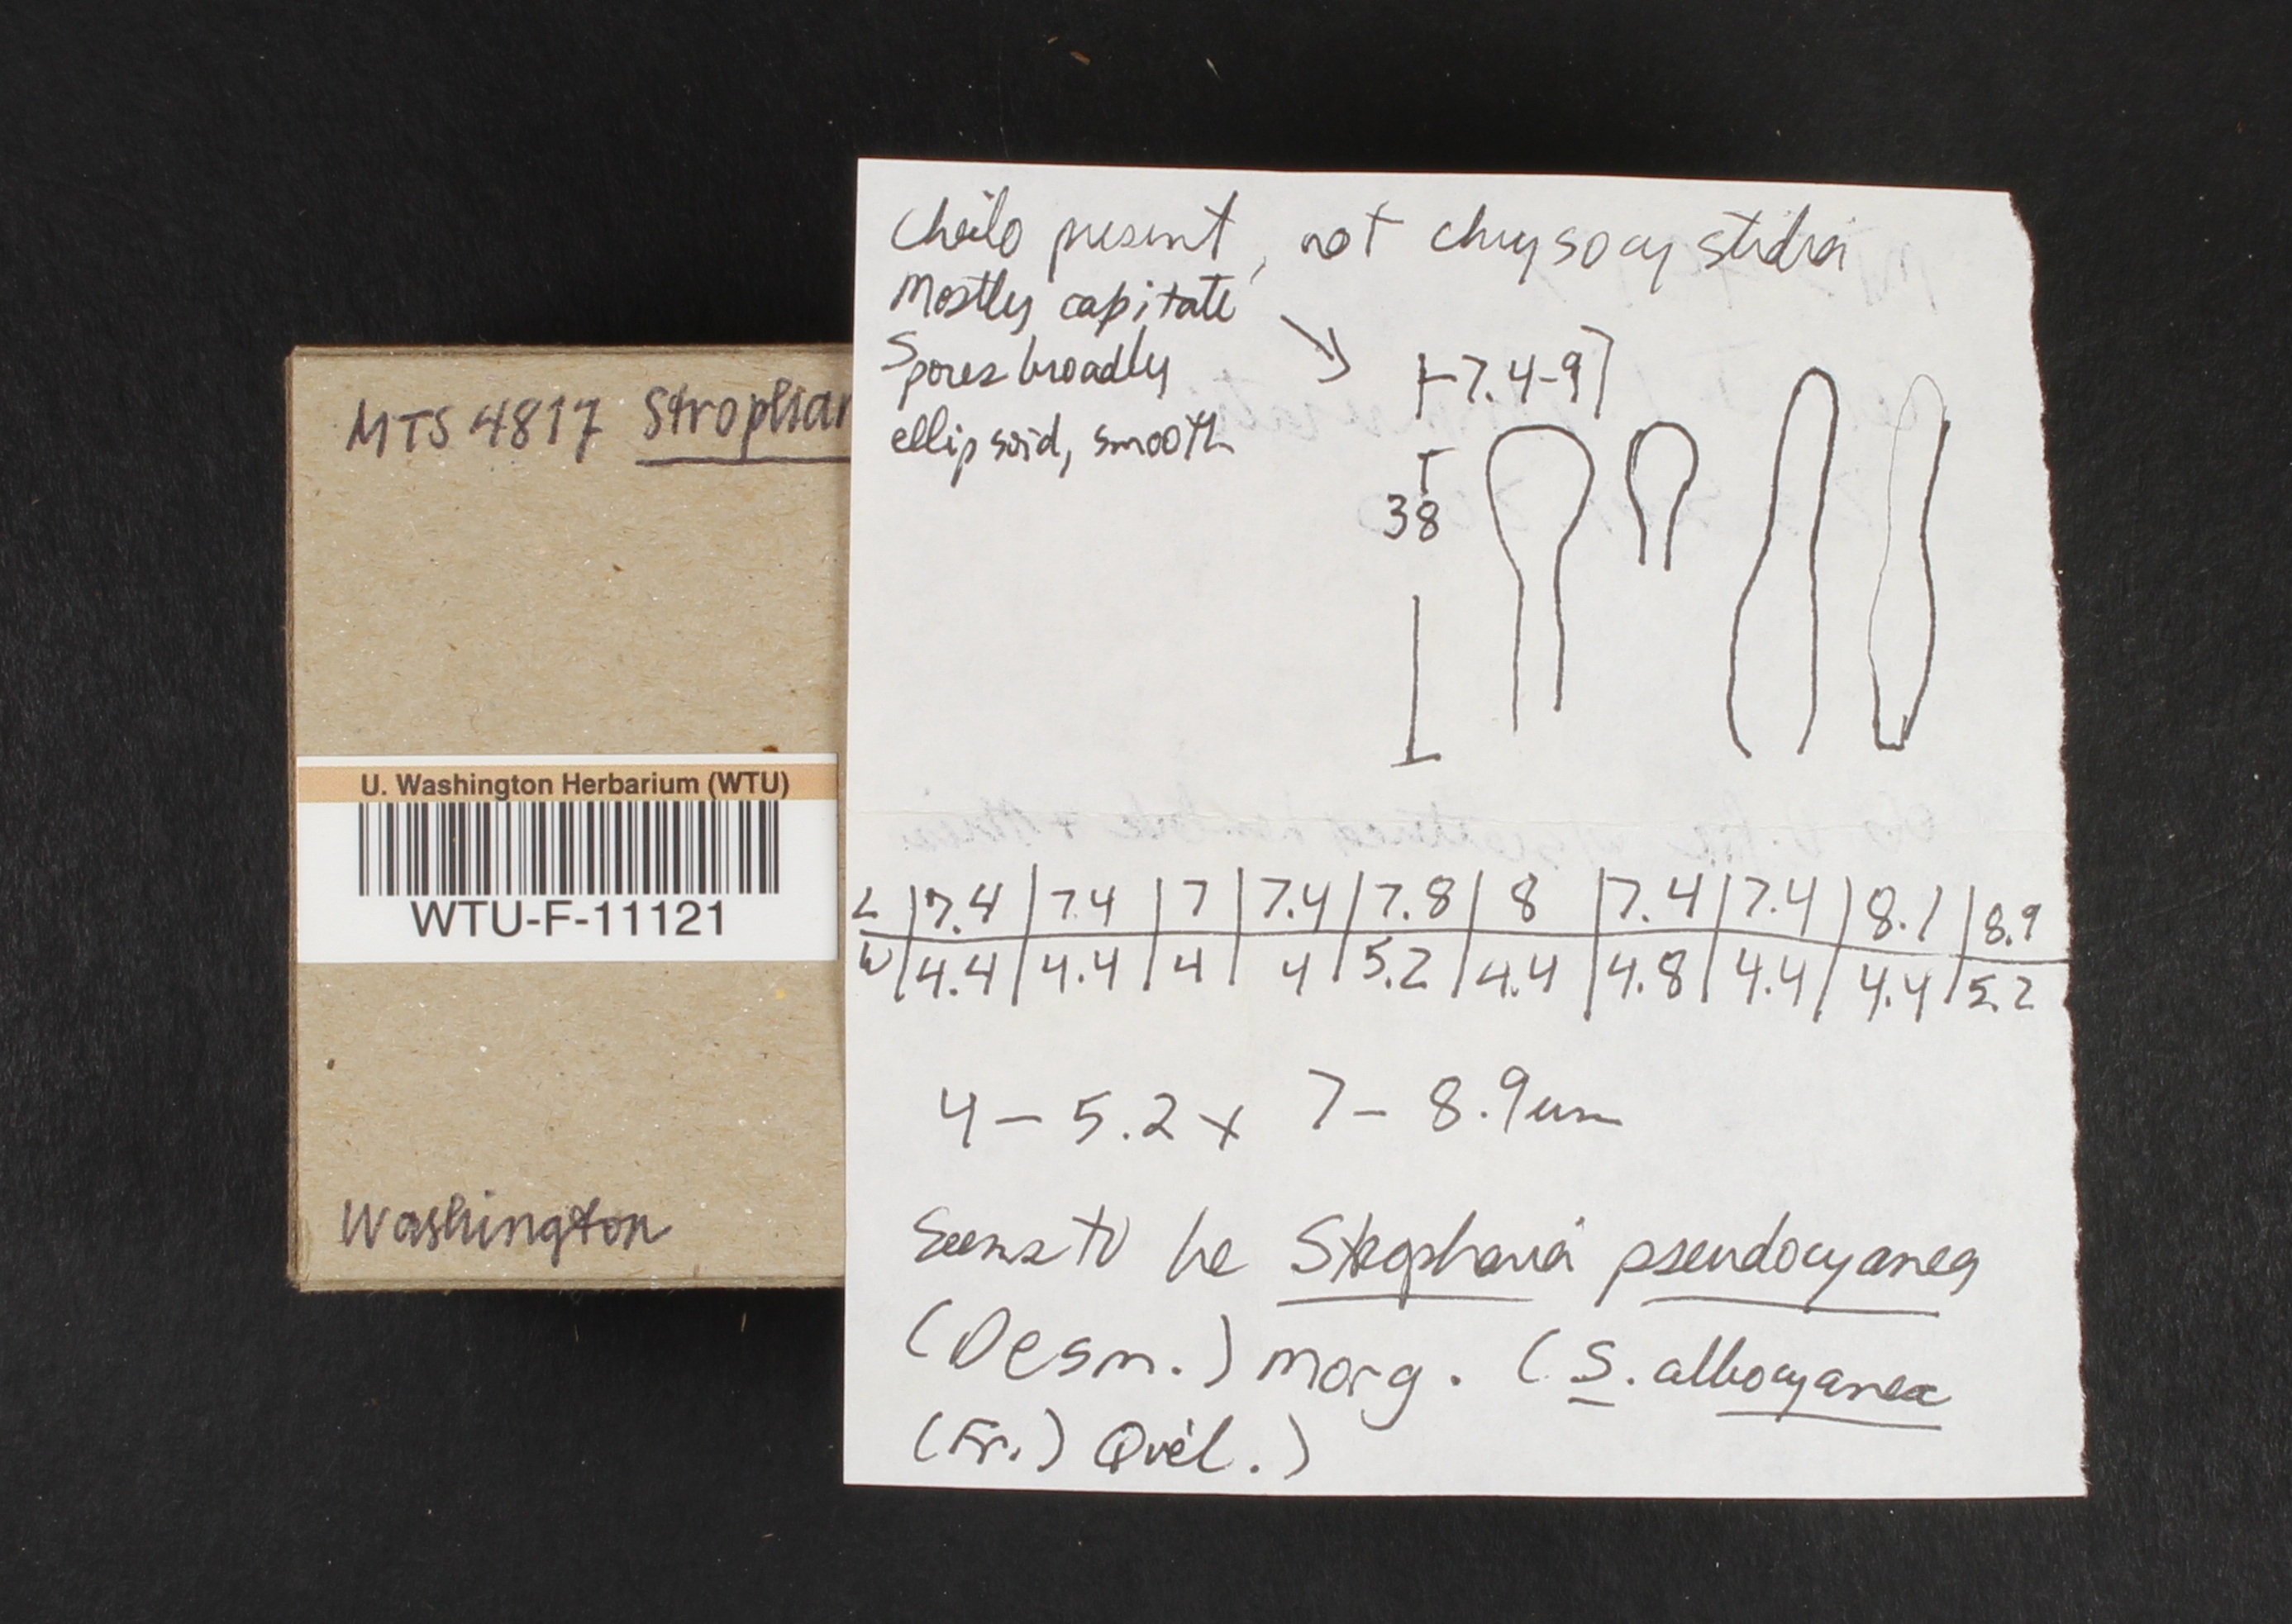 MTS 4817 Strophar
U. Washington Herbarium (WTU)
WTU-F-11121
Washington
Cheilo present, not chrysocystidia
Mostly capitate
Spores broadly
ellipsoid, smooth
7.4-9
38
L | 7.4 | 7.4 | 7 | 7.4 | 7.8 | 8 | 7.4 | 7.4 | 8.1 | 8.9
W | 4.4 | 4.4 | 4 | 4 | 5.2 | 4.4 | 4.8 | 4.4 | 4.4 | 5.2
4 - 5.2 x 7 - 8.9 um
Seems to be Stropharia pseudocyanea
(Desm.) Morg. (S. albocyanea
(Fr.) Quél.)